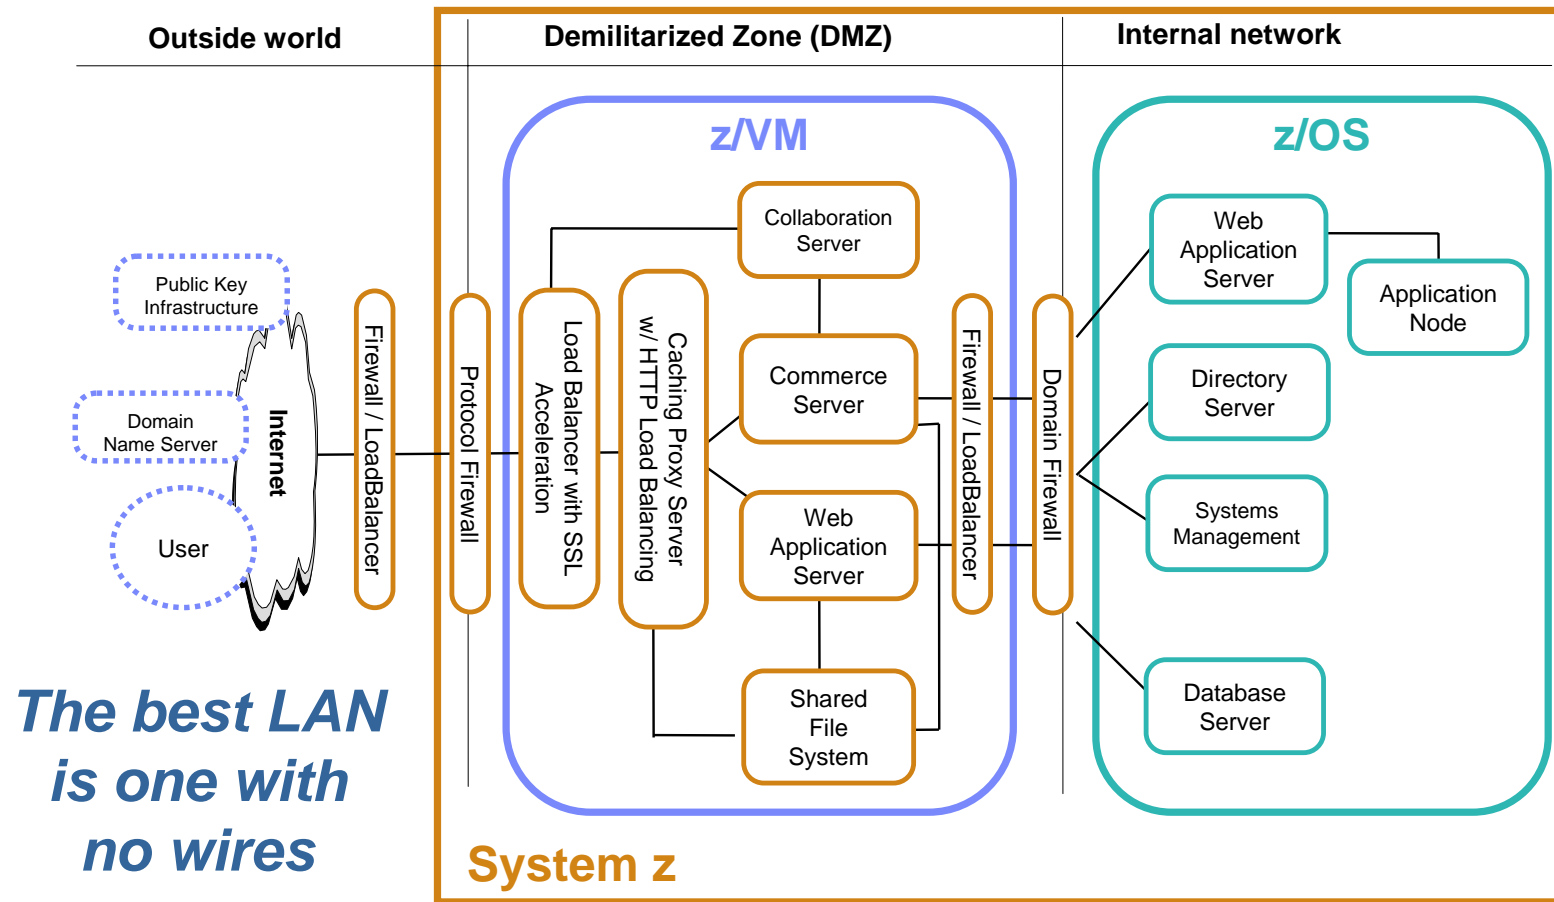 Outside world
Demilitarized Zone (DMZ)
Internal network
z/VM
z/OS
Public Key
Infrastructure
Domain
Name Server
User
Internet
Firewall / LoadBalancer
Protocol Firewall
Load Balancer with SSL
Acceleration
Caching Proxy Server
w/ HTTP Load Balancing
Collaboration
Server
Commerce
Server
Web
Application
Server
Shared
File
System
Firewall / LoadBalancer
Domain Firewall
Web
Application
Server
Application
Node
Directory
Server
Systems
Management
Database
Server
The best LAN
is one with
no wires
System z